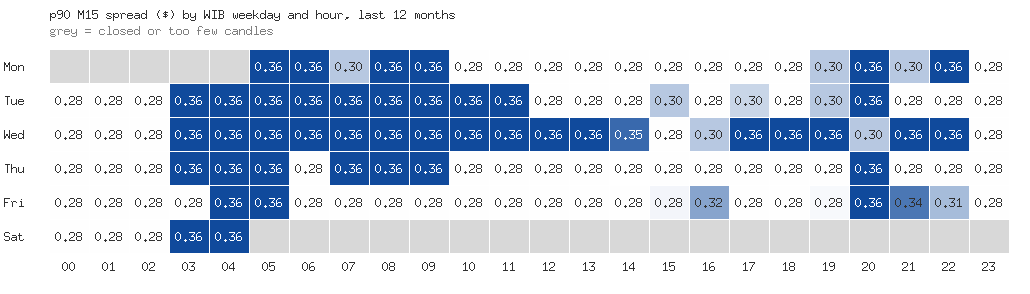 p90 M15 spread ($) by WIB weekday and hour, last 12 months
grey = closed or too few candles
Mon 0.36 0.36 0.30 0.36 0.36 0.28 0.28 0.28 0.28 0.28 0.28 0.28 0.28 0.28 0.30 0.36 0.30 0.36 0.28
Tue 0.28 0.28 0.28 0.36 0.36 0.36 0.36 0.36 0.36 0.36 0.36 0.36 0.28 0.28 0.28 0.30 0.28 0.30 0.28 0.30 0.36 0.28 0.28 0.28
Wed 0.28 0.28 0.28 0.36 0.36 0.36 0.36 0.36 0.36 0.36 0.36 0.36 0.36 0.36 0.35 0.28 0.30 0.36 0.36 0.36 0.30 0.36 0.36 0.28
Thu 0.28 0.28 0.28 0.36 0.36 0.36 0.28 0.36 0.36 0.36 0.28 0.28 0.28 0.28 0.28 0.28 0.28 0.28 0.28 0.28 0.36 0.28 0.28 0.28
Fri 0.28 0.28 0.28 0.28 0.36 0.36 0.28 0.28 0.28 0.28 0.28 0.28 0.28 0.28 0.28 0.28 0.32 0.28 0.28 0.28 0.36 0.34 0.31 0.28
Sat 0.28 0.28 0.28 0.36 0.36
00 01 02 03 04 05 06 07 08 09 10 11 12 13 14 15 16 17 18 19 20 21 22 23